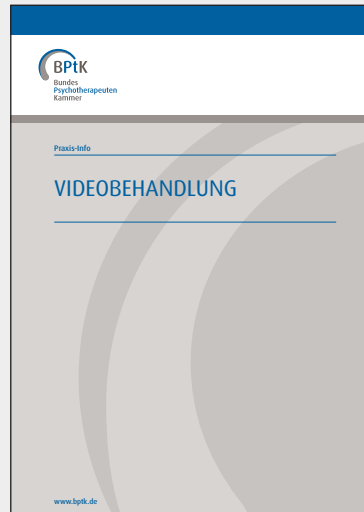 BPtK
Bundes
Psychotherapeuten
Kammer
Praxis-Info
VIDEOBEHANDLUNG
www.bptk.de